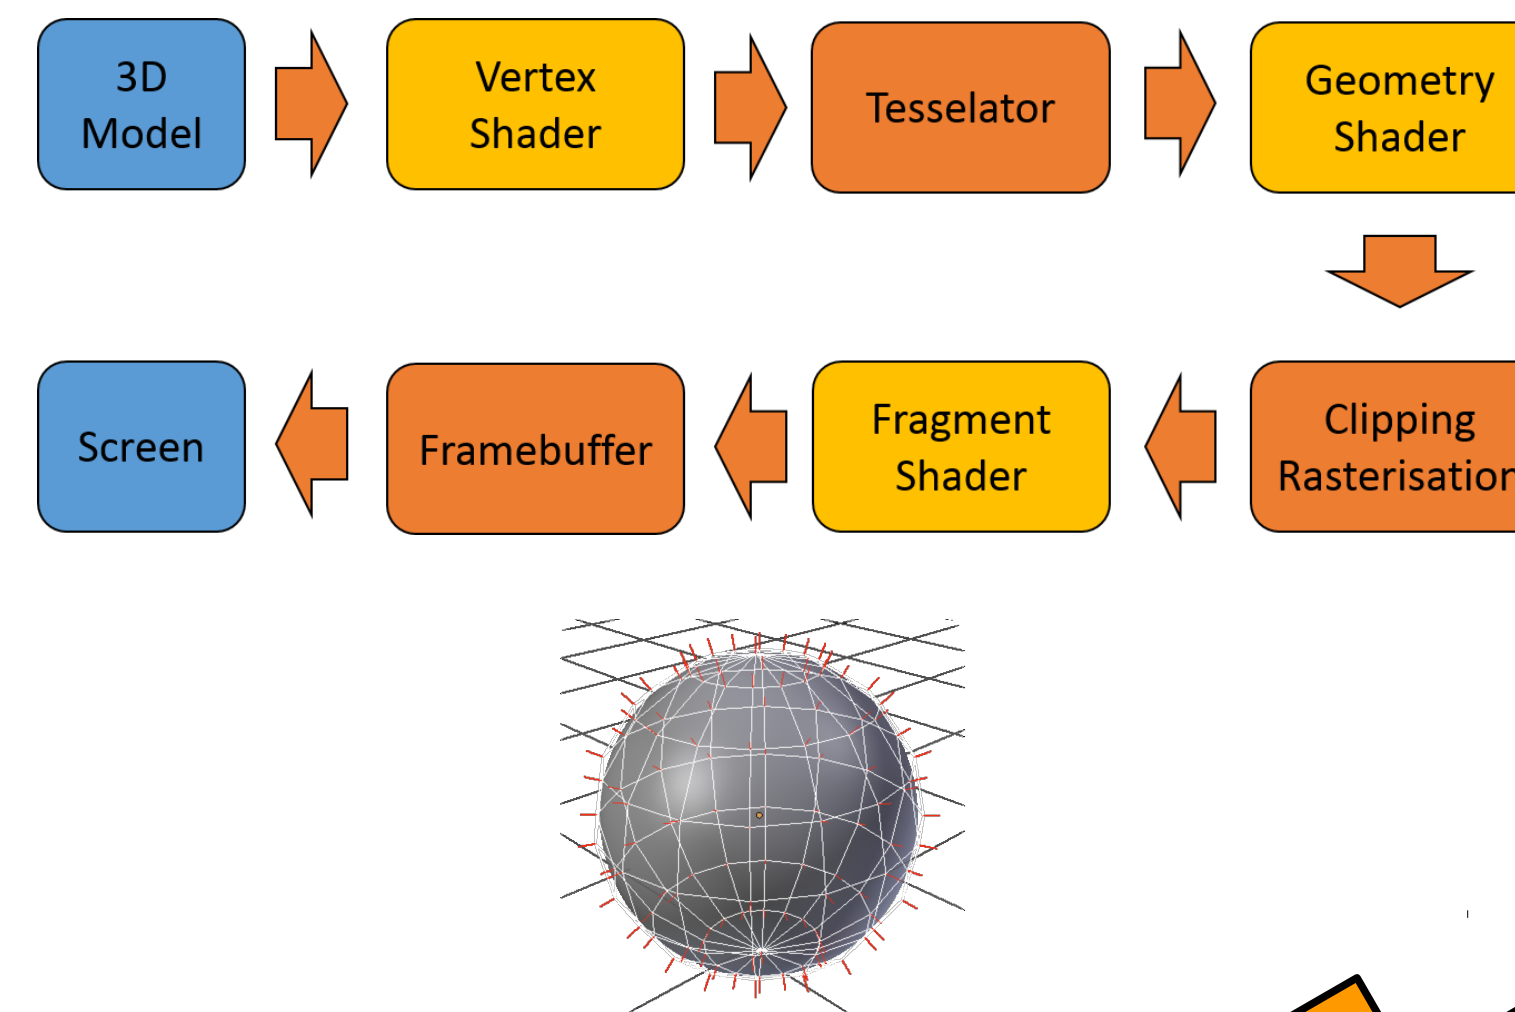 3D
Model
Vertex
Shader
Tesselator
Geometry
Shader
Screen
Framebuffer
Fragment
Shader
Clipping
Rasterisation